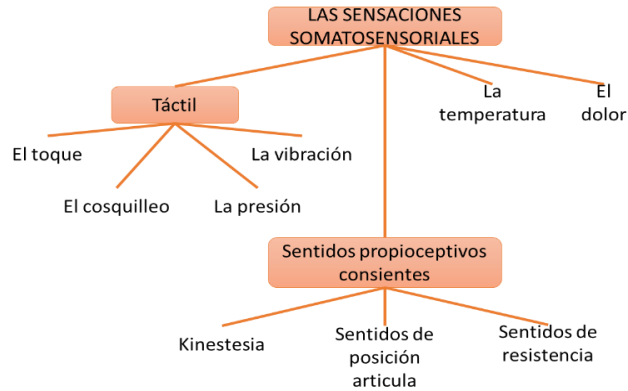 LAS SENSACIONES
SOMATOSENSORIALES
Táctil
La
temperatura
El
dolor
El toque
La vibración
El cosquilleo
La presión
Sentidos propioceptivos
consientes
Kinestesia
Sentidos de
posición
articula
Sentidos de
resistencia